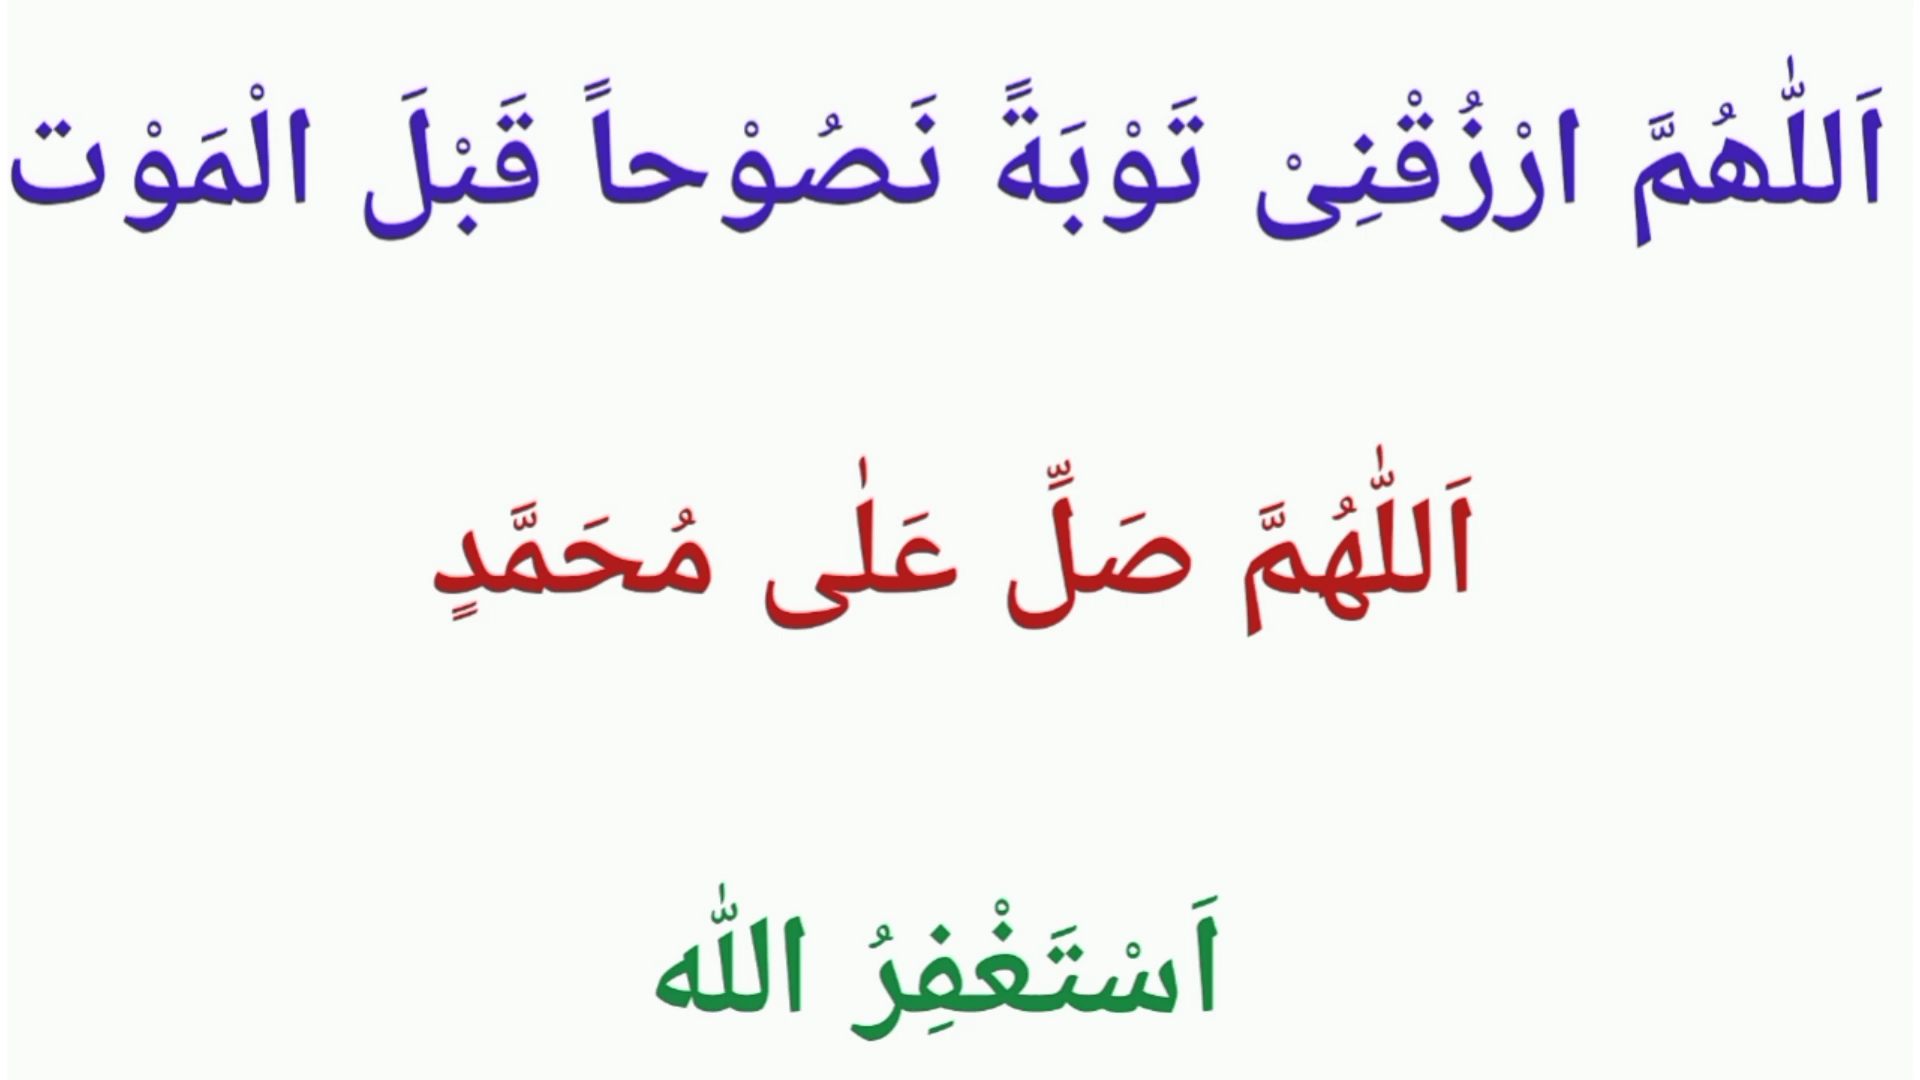 اَللّٰهُمَّ ارْزُقْنِیْ تَوْبَةً نَصُوْحاً قَبْلَ الْمَوْت
اَللّٰهُمَّ صَلِّ عَلٰی مُحَمَّدٍ
اَسْتَغْفِرُ اللّٰه